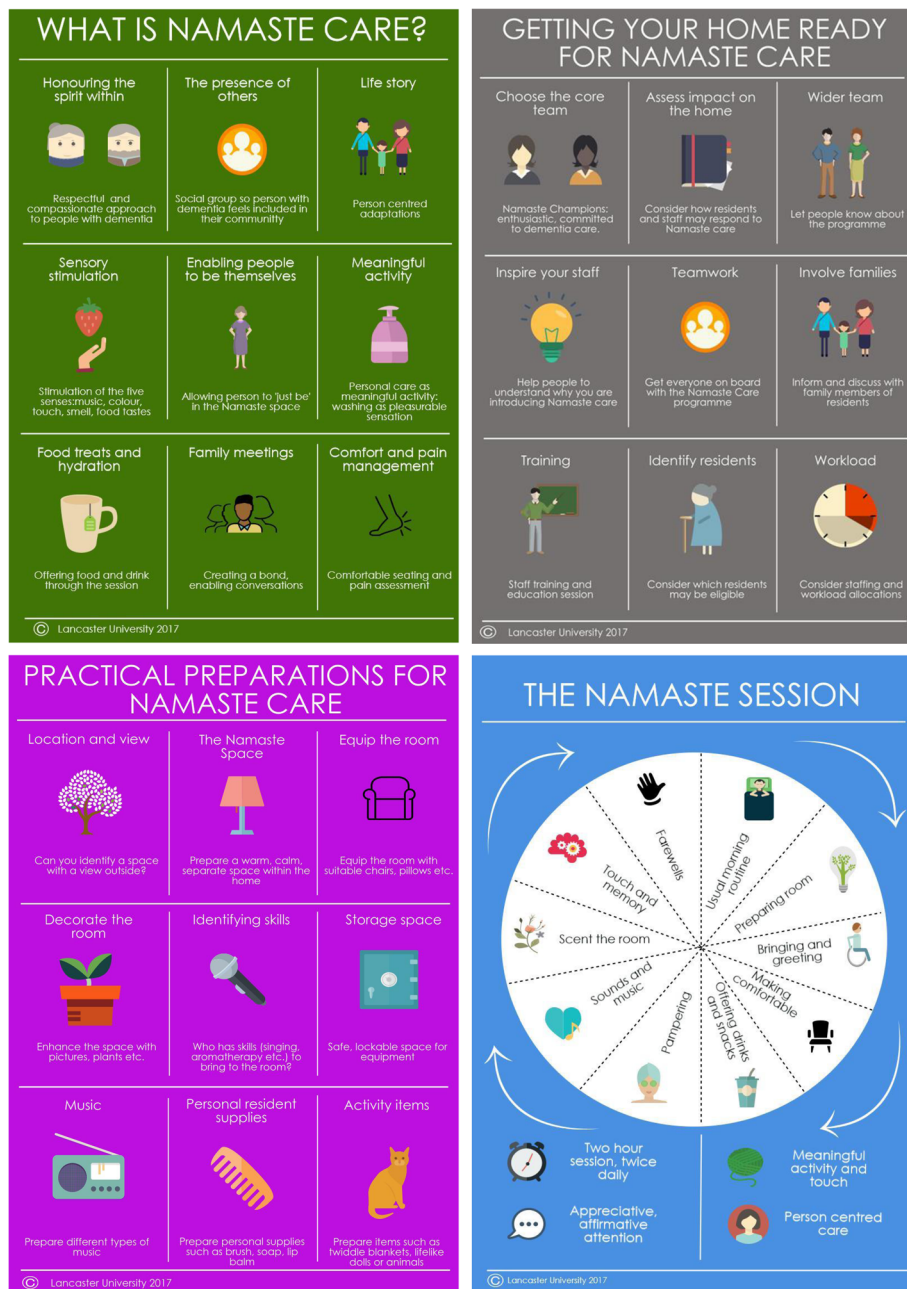 WHAT IS NAMASTE CARE?
Honouring the
spirit within
Respectful and
compassionate approach
to people with dementia
The presence of
others
Social group so person with
dementia feels included in
their community
Life story
Person centred
adaptations
Sensory
stimulation
Stimulation of the five
senses:music, colour,
touch, smell, food tastes
Enabling people
to be themselves
Allowing person to 'just be'
in the Namaste space
Meaningful
activity
Personal care as
meaningful activity:
washing as pleasurable
sensation
Food treats and
hydration
Offering food and drink
through the session
Family meetings
Creating a bond,
enabling conversations
Comfort and pain
management
Comfortable seating and
pain assessment
© Lancaster University 2017
GETTING YOUR HOME READY
FOR NAMASTE CARE
Choose the core
team
Namaste Champions:
enthusiastic, committed
to dementia care.
Assess impact on
the home
Consider how residents
and staff may respond to
Namaste care
Wider team
Let people know about
the programme
Inspire your staff
Help people to
understand why you are
introducing Namaste care
Teamwork
Get everyone on board
with the Namaste Care
programme
Involve families
Inform and discuss with
family members of
residents
Training
Staff training and
education session
Identify residents
Consider which residents
may be eligible
Workload
Consider staffing and
workload allocations
© Lancaster University 2017
PRACTICAL PREPARATIONS FOR
NAMASTE CARE
Location and view
Can you identify a space
with a view outside?
The Namaste
Space
Prepare a warm, calm,
separate space within the
home
Equip the room
Equip the room with
suitable chairs, pillows etc.
Decorate the
room
Enhance the space with
pictures, plants etc.
Identifying skills
Who has skills (singing,
aromatherapy etc.) to
bring to the room?
Storage space
Safe, lockable space for
equipment
Music
Prepare different types of
music
Personal resident
supplies
Prepare personal supplies
such as brush, soap, lip
balm
Activity items
Prepare items such as
twiddle blankets, lifelike
dolls or animals
© Lancaster University 2017
THE NAMASTE SESSION
Usual morning
routine
Preparing room
Bringing and
greeting
Making
comfortable
Offering drinks
and snacks
Pampering
Sounds and
music
Scent the room
Touch and
memory
Farewells
Two hour
session, twice
daily
Meaningful
activity and
touch
Appreciative,
affirmative
attention
Person centred
care
© Lancaster University 2017